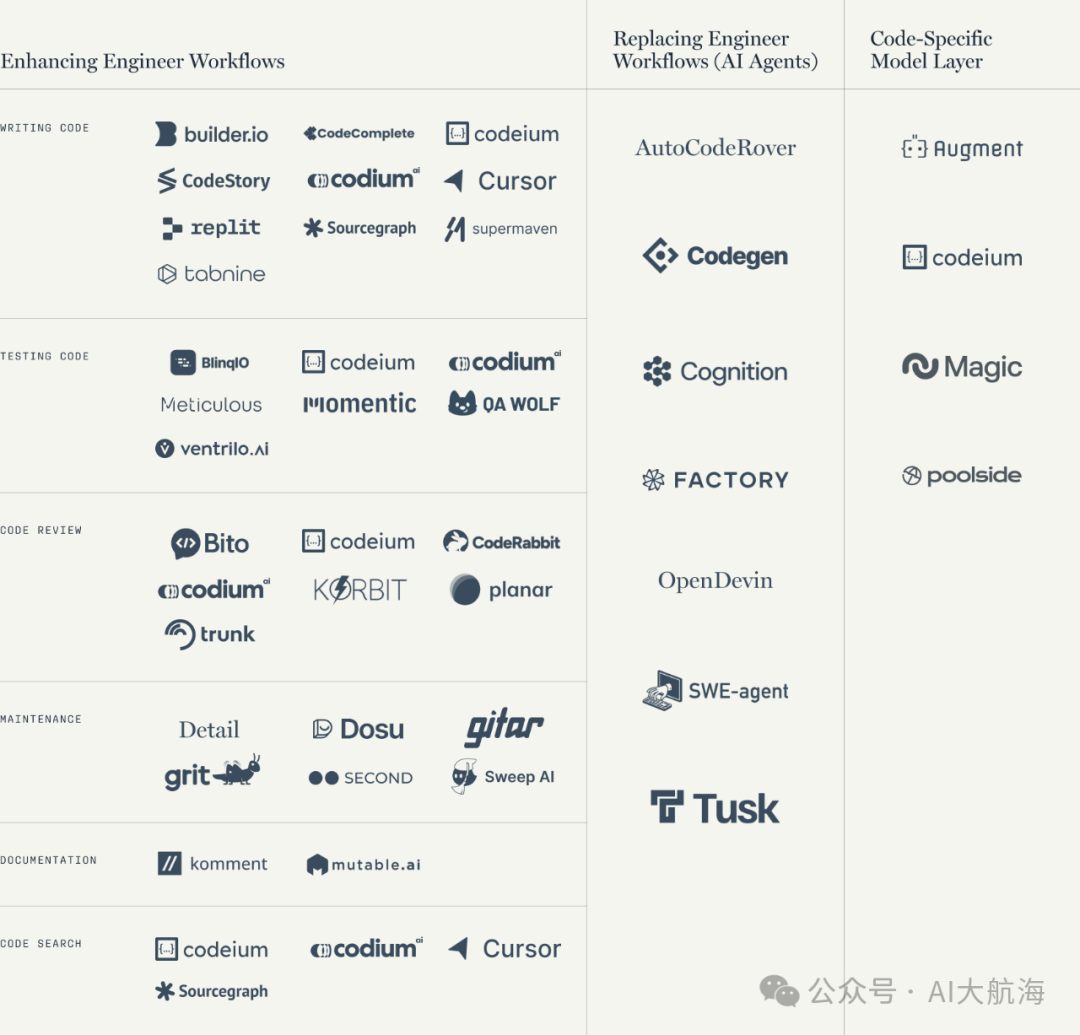 Enhancing Engineer Workflows
Replacing Engineer
Workflows (AI Agents)
Code-Specific
Model Layer
WRITING CODE
builder.io
CodeComplete
{...} codeium
CodeStory
codium ai
Cursor
replit
Sourcegraph
supermaven
tabnine
TESTING CODE
BlinqIO
{...} codeium
codium ai
Meticulous
Momentic
QA WOLF
ventrilo.Ai
CODE REVIEW
</> Bito
{...} codeium
CodeRabbit
codium ai
KORBIT
planar
trunk
MAINTENANCE
Detail
Dosu
gitar
grit
SECOND
Sweep AI
DOCUMENTATION
// komment
mutable.ai
CODE SEARCH
{...} codeium
codium ai
Cursor
Sourcegraph
AutoCodeRover
Codegen
Cognition
FACTORY
OpenDevin
SWE-agent
Tusk
Augment
{...} codeium
Magic
poolside
公众号 · AI大航海